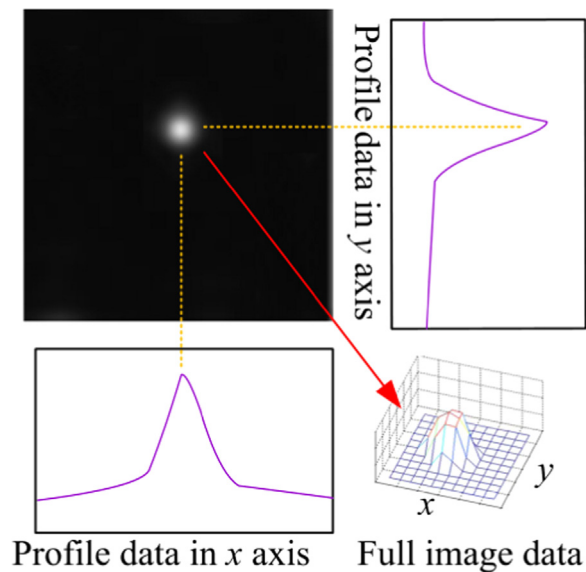 Profile data in y axis
x
y
Profile data in x axis
Full image data